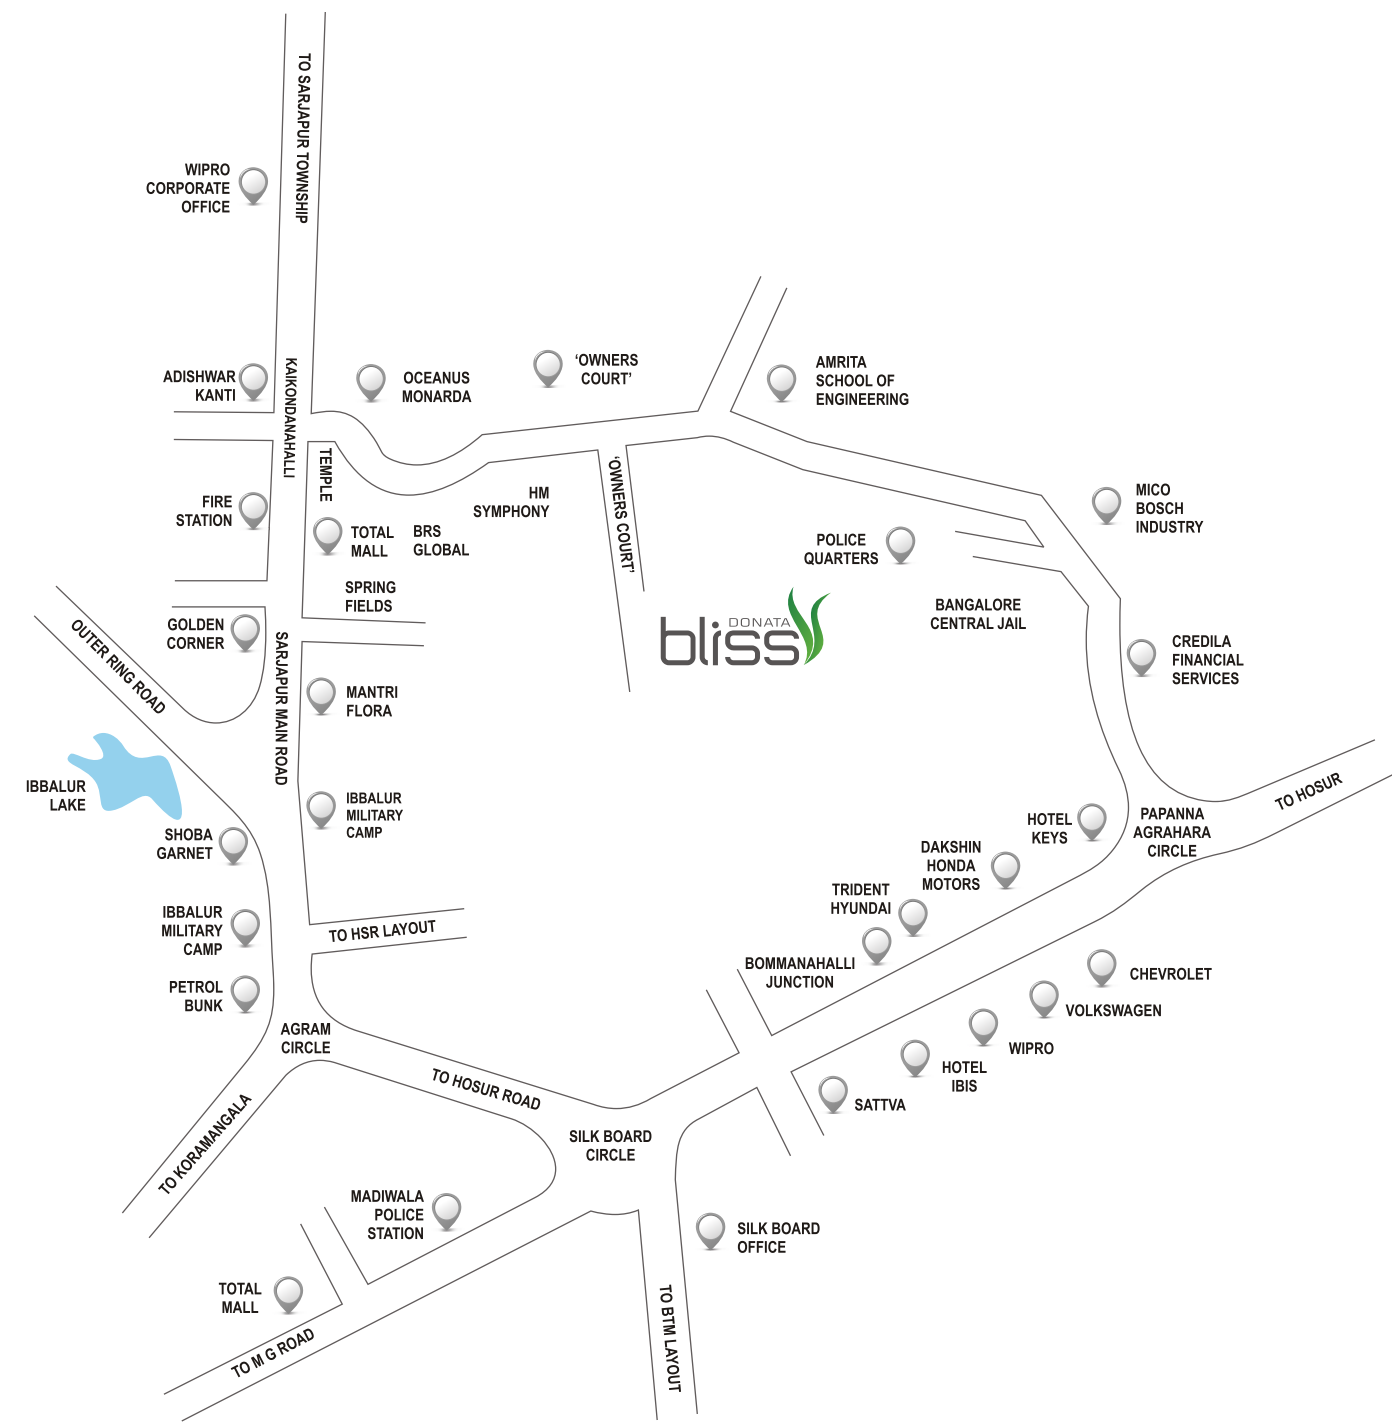 TO SARJAPUR TOWNSHIP
WIPRO
CORPORATE
OFFICE
ADISHWAR
KANTI
KAIKONDANAHALLI
OCEANUS
MONARDA
‘OWNERS
COURT’
AMRITA
SCHOOL OF
ENGINEERING
TEMPLE
FIRE
STATION
TOTAL
MALL
BRS
GLOBAL
HM
SYMPHONY
‘OWNERS COURT’
POLICE
QUARTERS
MICO
BOSCH
INDUSTRY
SPRING
FIELDS
BANGALORE
CENTRAL JAIL
DONATA
bliss
GOLDEN
CORNER
OUTER RING ROAD
SARJAPUR MAIN ROAD
CREDILA
FINANCIAL
SERVICES
MANTRI
FLORA
IBBALUR
LAKE
IBBALUR
MILITARY
CAMP
SHOBA
GARNET
TO HOSUR
PAPANNA
AGRAHARA
CIRCLE
HOTEL
KEYS
DAKSHIN
HONDA
MOTORS
TRIDENT
HYUNDAI
BOMMANAHALLI
JUNCTION
IBBALUR
MILITARY
CAMP
TO HSR LAYOUT
PETROL
BUNK
CHEVROLET
VOLKSWAGEN
WIPRO
HOTEL
IBIS
SATTVA
AGRAM
CIRCLE
TO HOSUR ROAD
TO KORAMANGALA
SILK BOARD
CIRCLE
MADIWALA
POLICE
STATION
SILK BOARD
OFFICE
TOTAL
MALL
TO M G ROAD
TO BTM LAYOUT